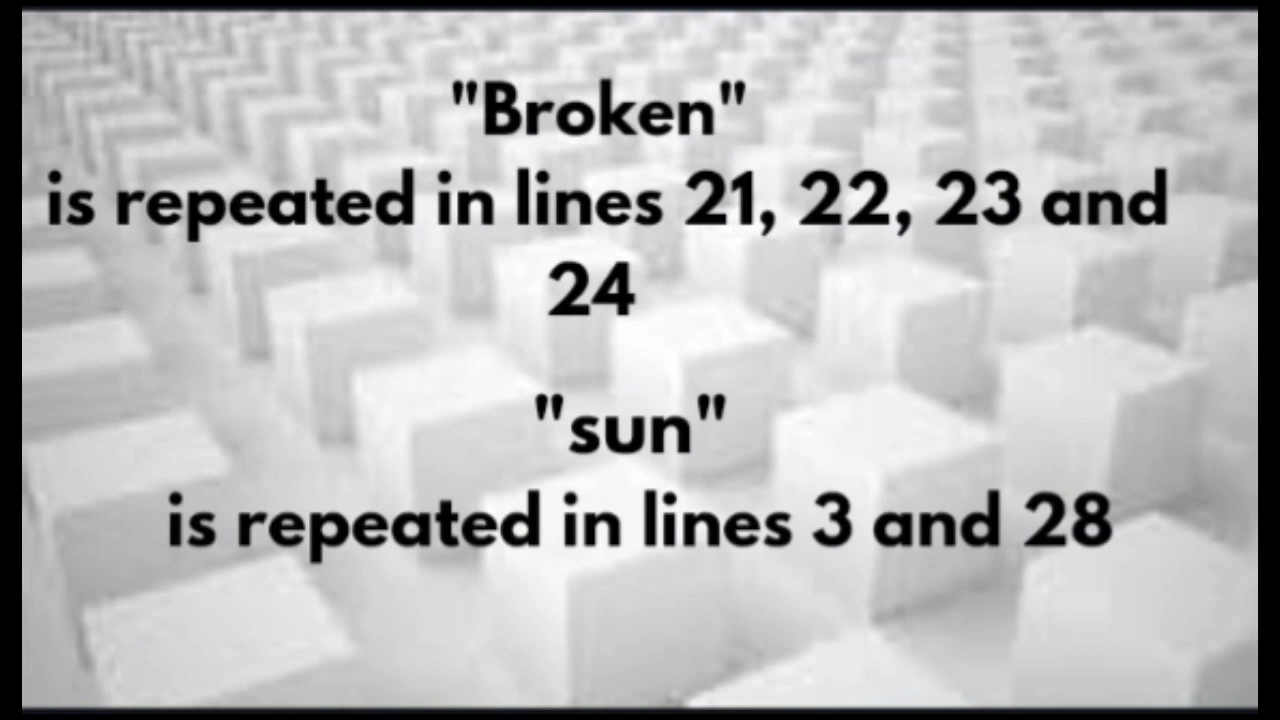 "Broken"
is repeated in lines 21, 22, 23 and
24
"sun"
is repeated in lines 3 and 28